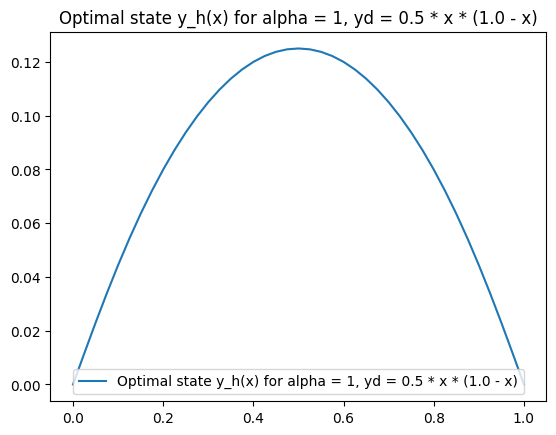 Optimal state y_h(x) for alpha = 1, yd = 0.5 * x * (1.0 - x)
0.12
0.10
0.08
0.06
0.04
0.02
0.00
Optimal state y_h(x) for alpha = 1, yd = 0.5 * x * (1.0 - x)
0.0 0.2 0.4 0.6 0.8 1.0